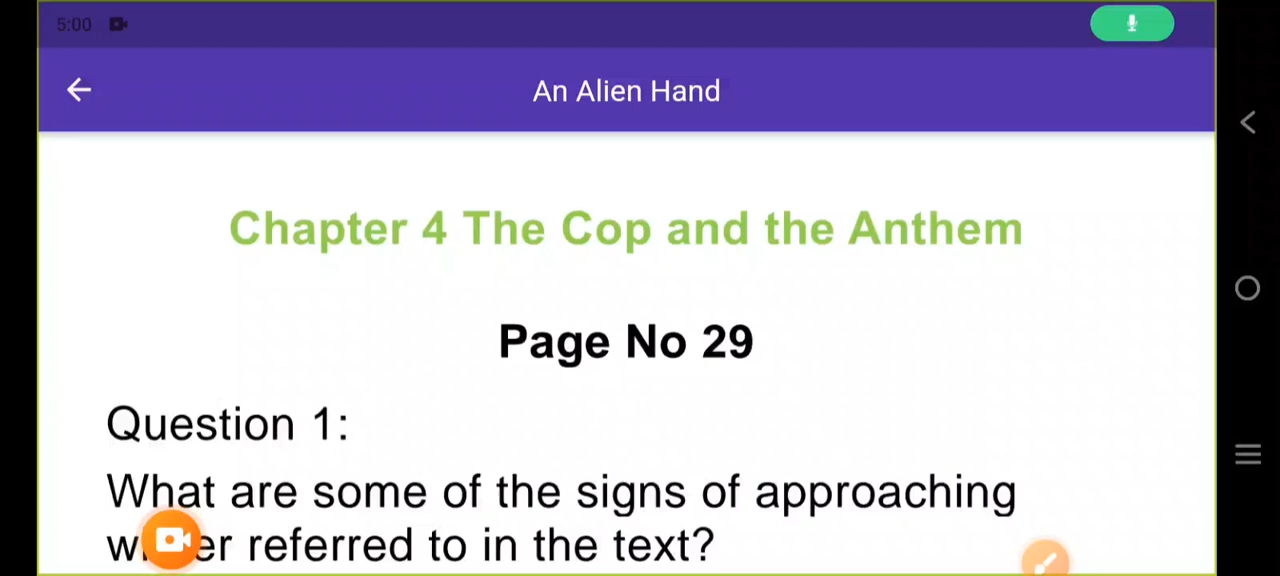 5:00
An Alien Hand
Chapter 4 The Cop and the Anthem
Page No 29
Question 1:
What are some of the signs of approaching
referred to in the text?